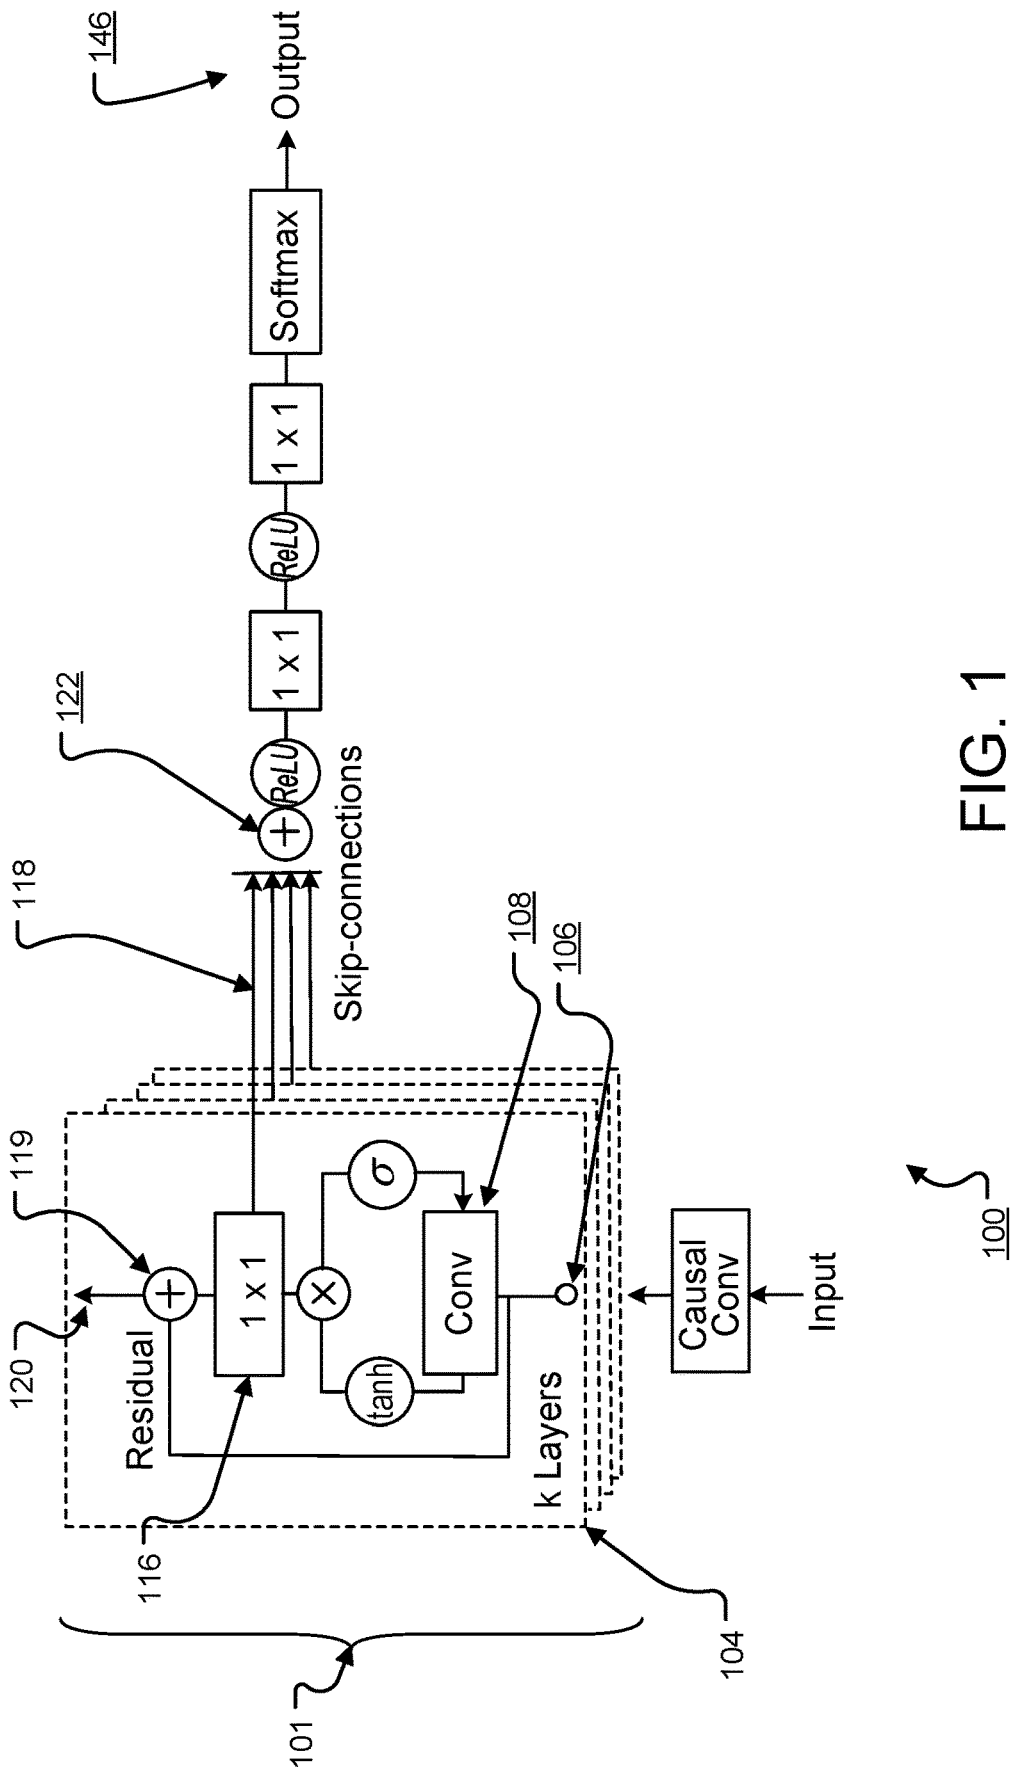 101
116
120
119
118
122
146
Residual
+
1 x 1
×
tanh
σ
Conv
k Layers
+
ReLU
1 x 1
ReLU
1 x 1
Softmax
Output
Skip-connections
108
106
104
Causal
Conv
Input
100
FIG. 1